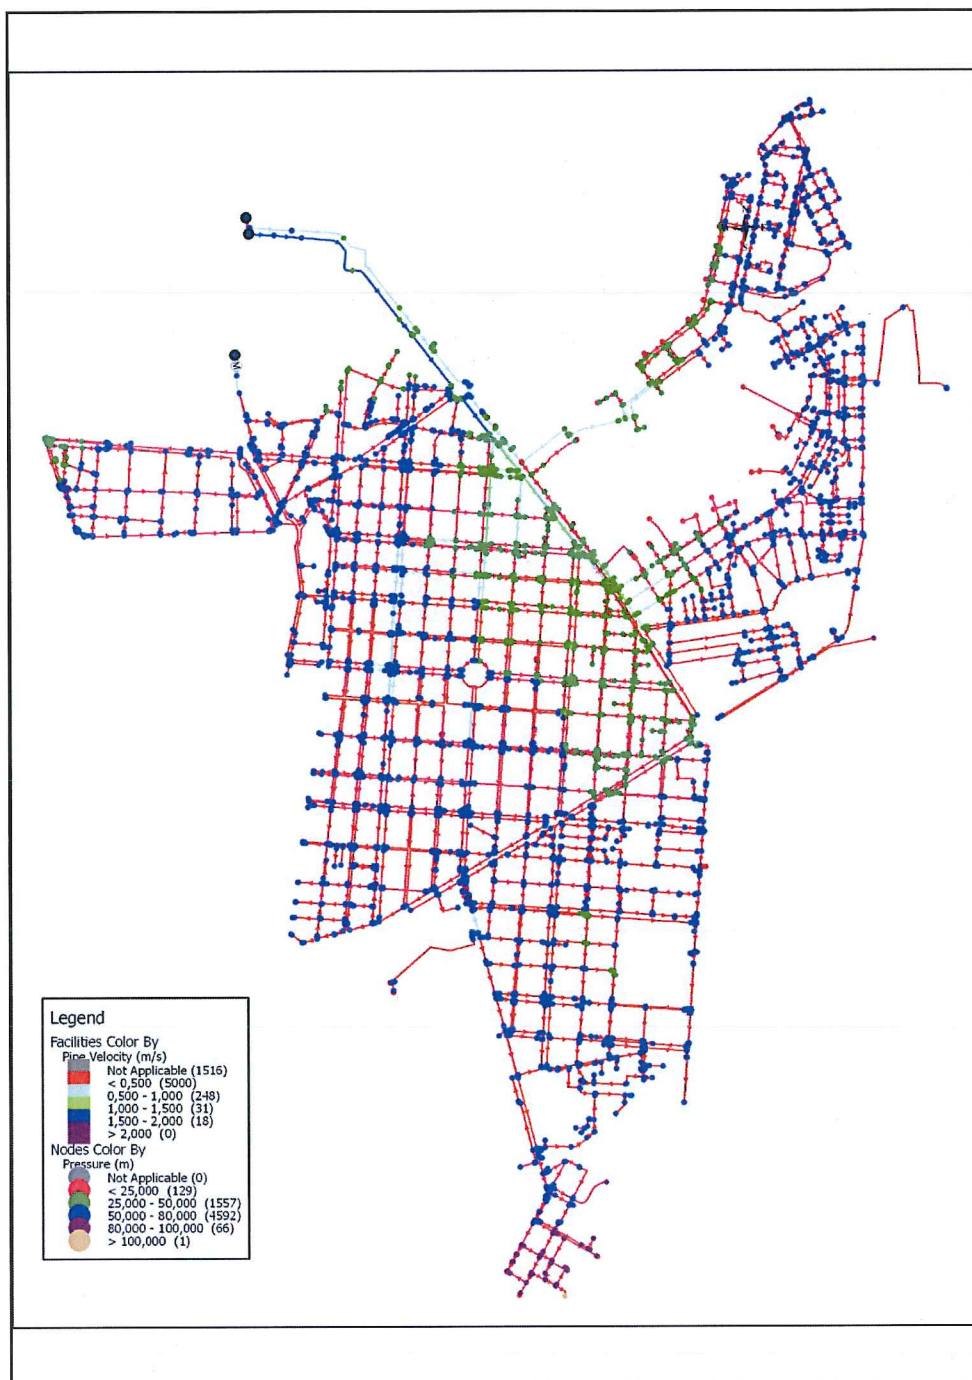 M
Legend
Facilities Color By
Pipe Velocity (m/s)
Not Applicable (1516)
< 0,500 (5000)
0,500 - 1,000 (248)
1,000 - 1,500 (31)
1,500 - 2,000 (18)
> 2,000 (0)
Nodes Color By
Pressure (m)
Not Applicable (0)
< 25,000 (129)
25,000 - 50,000 (1557)
50,000 - 80,000 (4592)
80,000 - 100,000 (66)
> 100,000 (1)